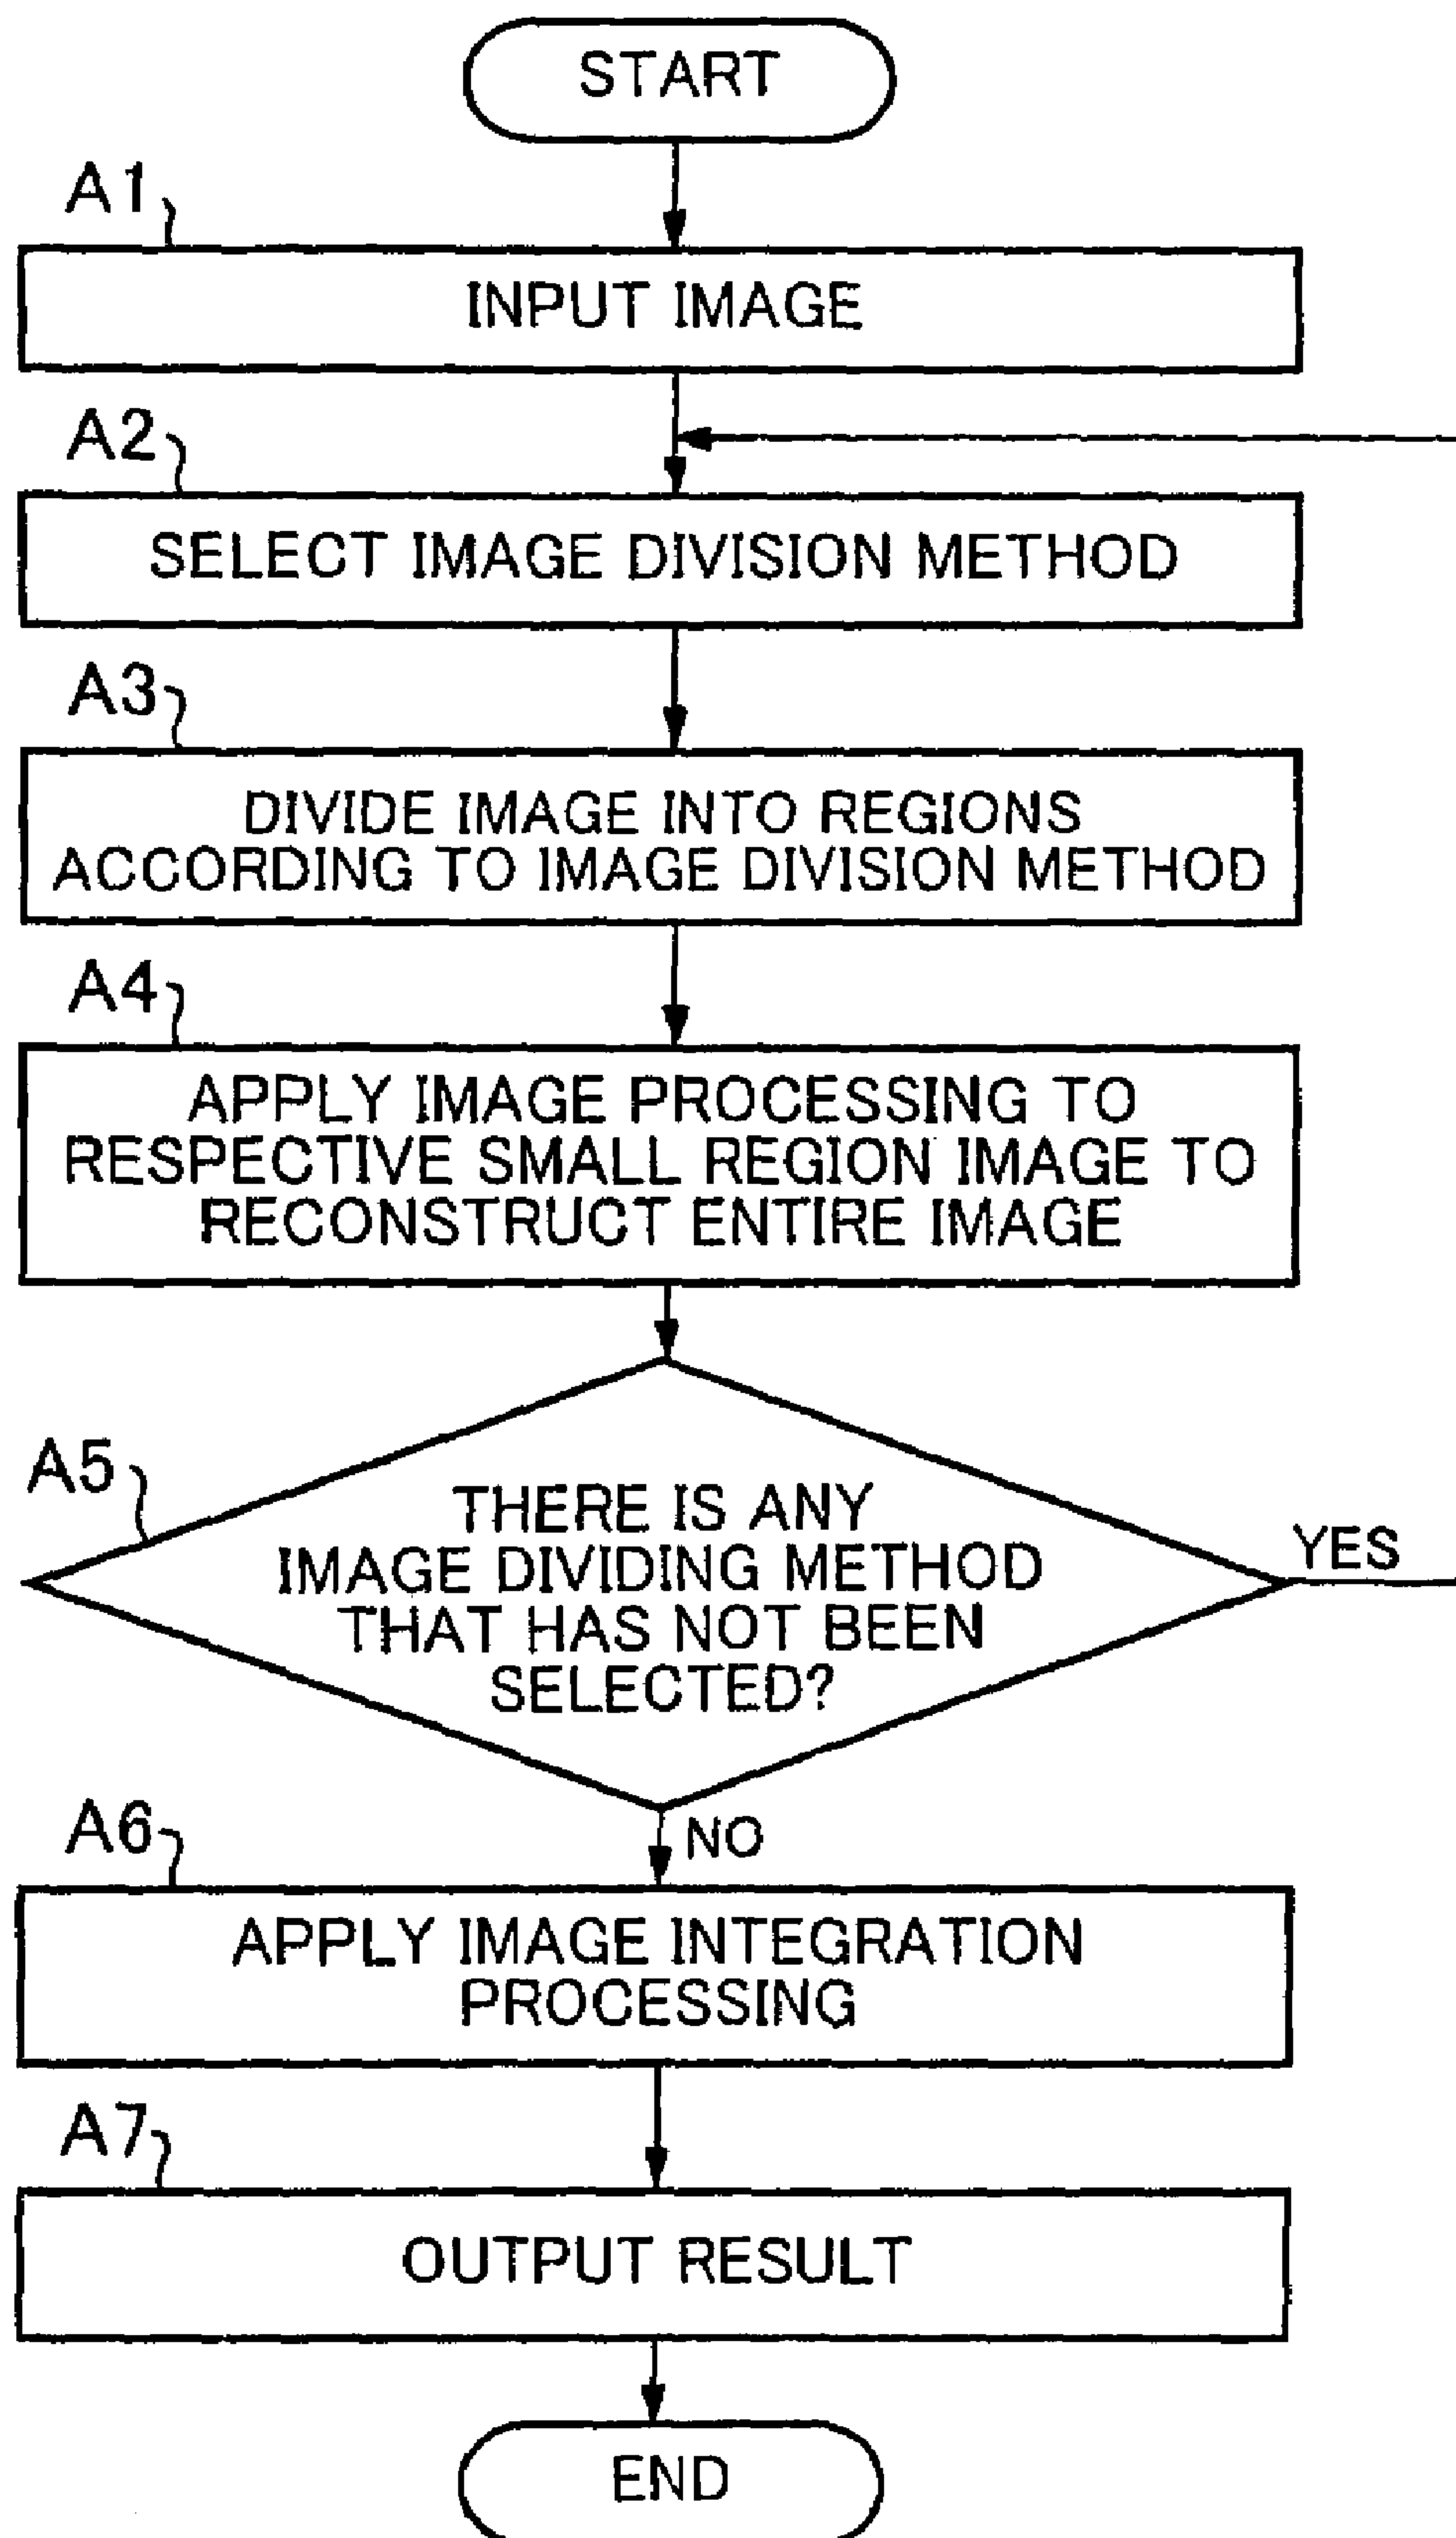 START
A1
INPUT IMAGE
A2
SELECT IMAGE DIVISION METHOD
A3
DIVIDE IMAGE INTO REGIONS
ACCORDING TO IMAGE DIVISION METHOD
A4
APPLY IMAGE PROCESSING TO
RESPECTIVE SMALL REGION IMAGE TO
RECONSTRUCT ENTIRE IMAGE
A5
THERE IS ANY
IMAGE DIVIDING METHOD
THAT HAS NOT BEEN
SELECTED?
YES
NO
A6
APPLY IMAGE INTEGRATION
PROCESSING
A7
OUTPUT RESULT
END